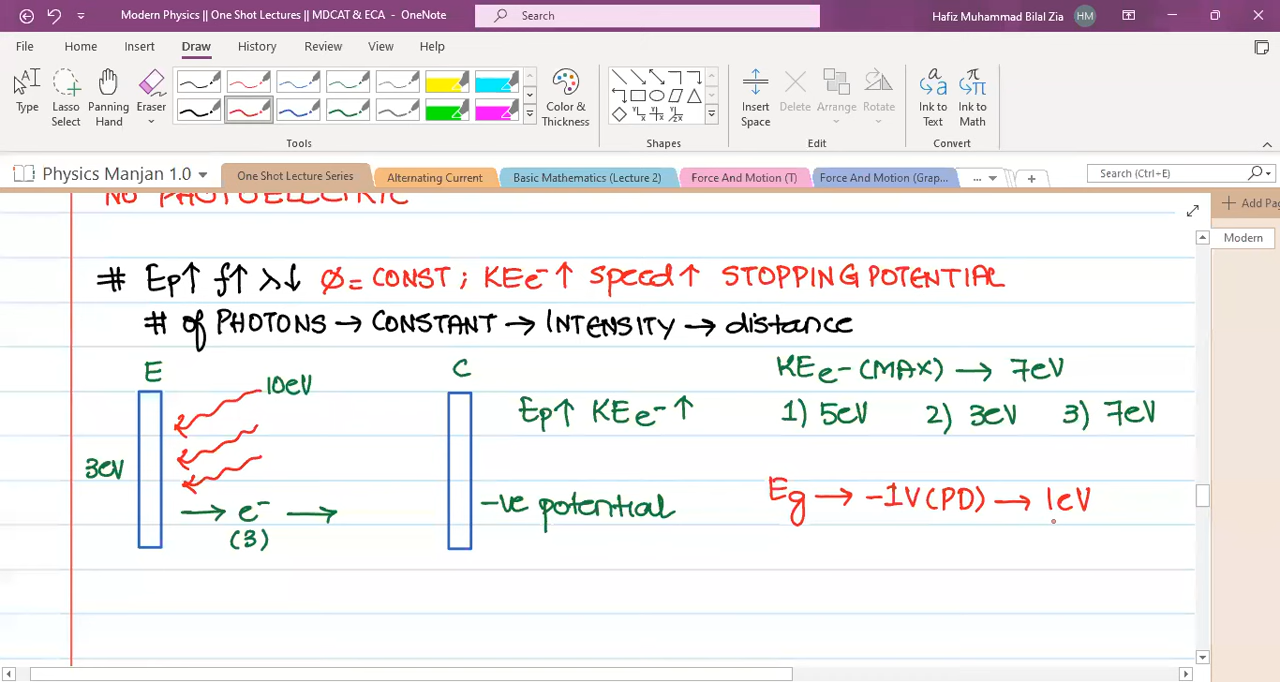 Modern Physics || One Shot Lectures || MDCAT & ECA - OneNote
Search
Hafiz Muhammad Bilal Zia HM
File Home Insert Draw History Review View Help
Type
Lasso Select
Panning Hand
Eraser
Color & Thickness
Insert Space
Delete
Arrange
Rotate
Ink to Text
Ink to Math
Tools
Shapes
Edit
Convert
Physics Manjan 1.0
One Shot Lecture Series
Alternating Current
Basic Mathematics (Lecture 2)
Force And Motion (T)
Force And Motion (Grap...
...
Search (Ctrl+E)
Add Pag
Modern
NO PHOTOELECTRIC
# Ep↑ f↑ λ↓ ø = CONST ; KEe-↑ speed↑ STOPPING POTENTIAL
# of PHOTONS → CONSTANT → INTENSITY → distance
E
10eV
3eV
→ e- →
(3)
C
Ep↑ KEe-↑
-ve potential
KEe-(MAX) → 7eV
1) 5eV 2) 3eV 3) 7eV
Eg → -1V(PD) → 1eV